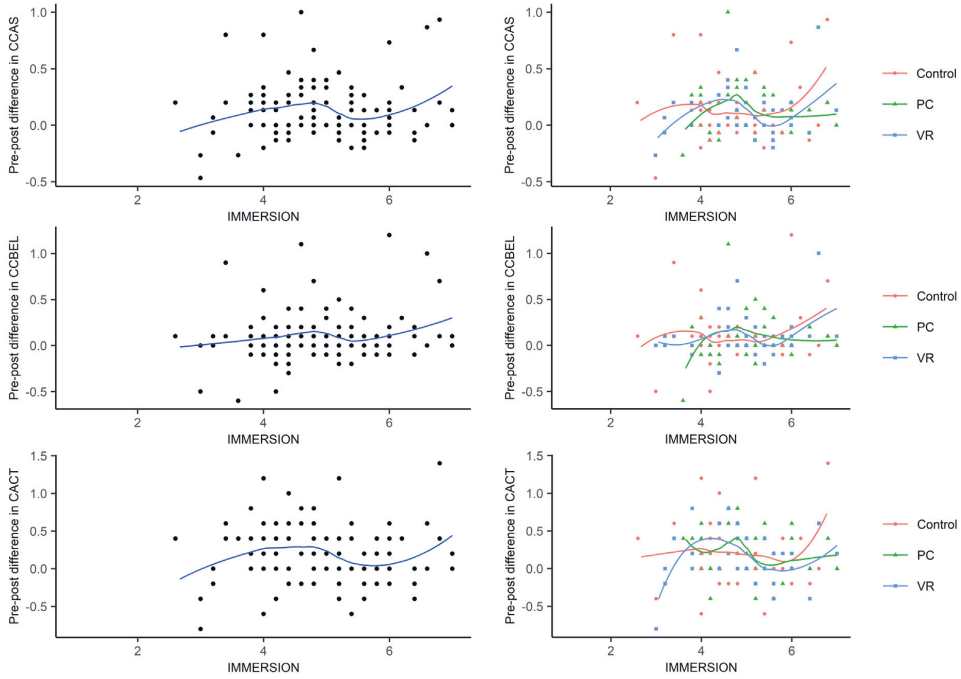 Pre-post difference in CCAS
1.0
0.5
0.0
-0.5
2
4
6
IMMERSION
Pre-post difference in CCAS
1.0
0.5
0.0
-0.5
2
4
6
IMMERSION
Control
PC
VR
Pre-post difference in CCBEL
1.0
0.5
0.0
-0.5
2
4
6
IMMERSION
Pre-post difference in CCBEL
1.0
0.5
0.0
-0.5
2
4
6
IMMERSION
Control
PC
VR
Pre-post difference in CACT
1.5
1.0
0.5
0.0
-0.5
2
4
6
IMMERSION
Pre-post difference in CACT
1.5
1.0
0.5
0.0
-0.5
2
4
6
IMMERSION
Control
PC
VR